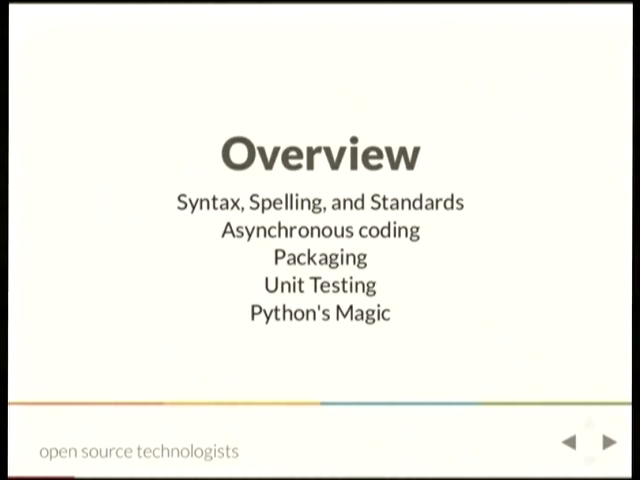 Overview
Syntax, Spelling, and Standards
Asynchronous coding
Packaging
Unit Testing
Python's Magic
open source technologists